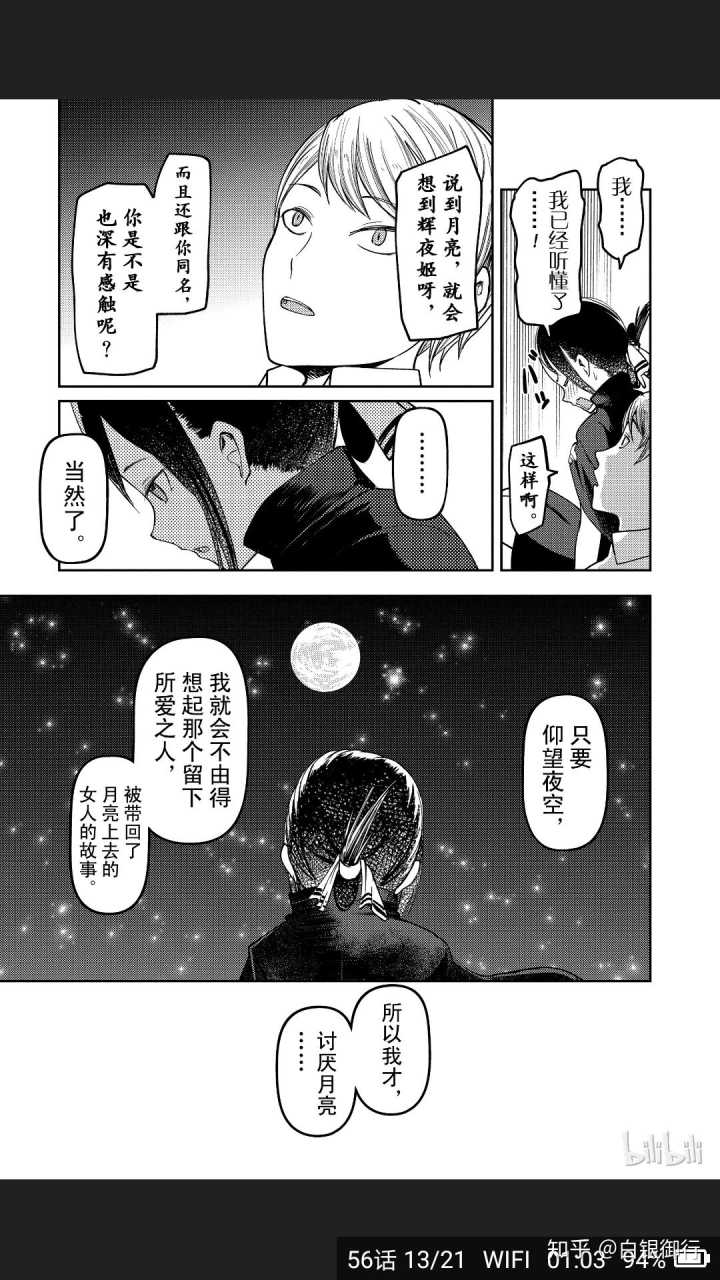 我…
我已经听懂了
……！
这样啊。
说到月亮，就会
想到辉夜姬呀，
而且还跟你同名，
你是不是
也深有感触呢？
………
当然了。
只要
仰望夜空，
我就会不由得
想起那个留下
所爱之人，
被带回了
月亮上去的
女人的故事。
所以我才，
讨厌月亮
……
bilibili
知乎 @白银御行
56话 13/21 WIFI 01:03 94%